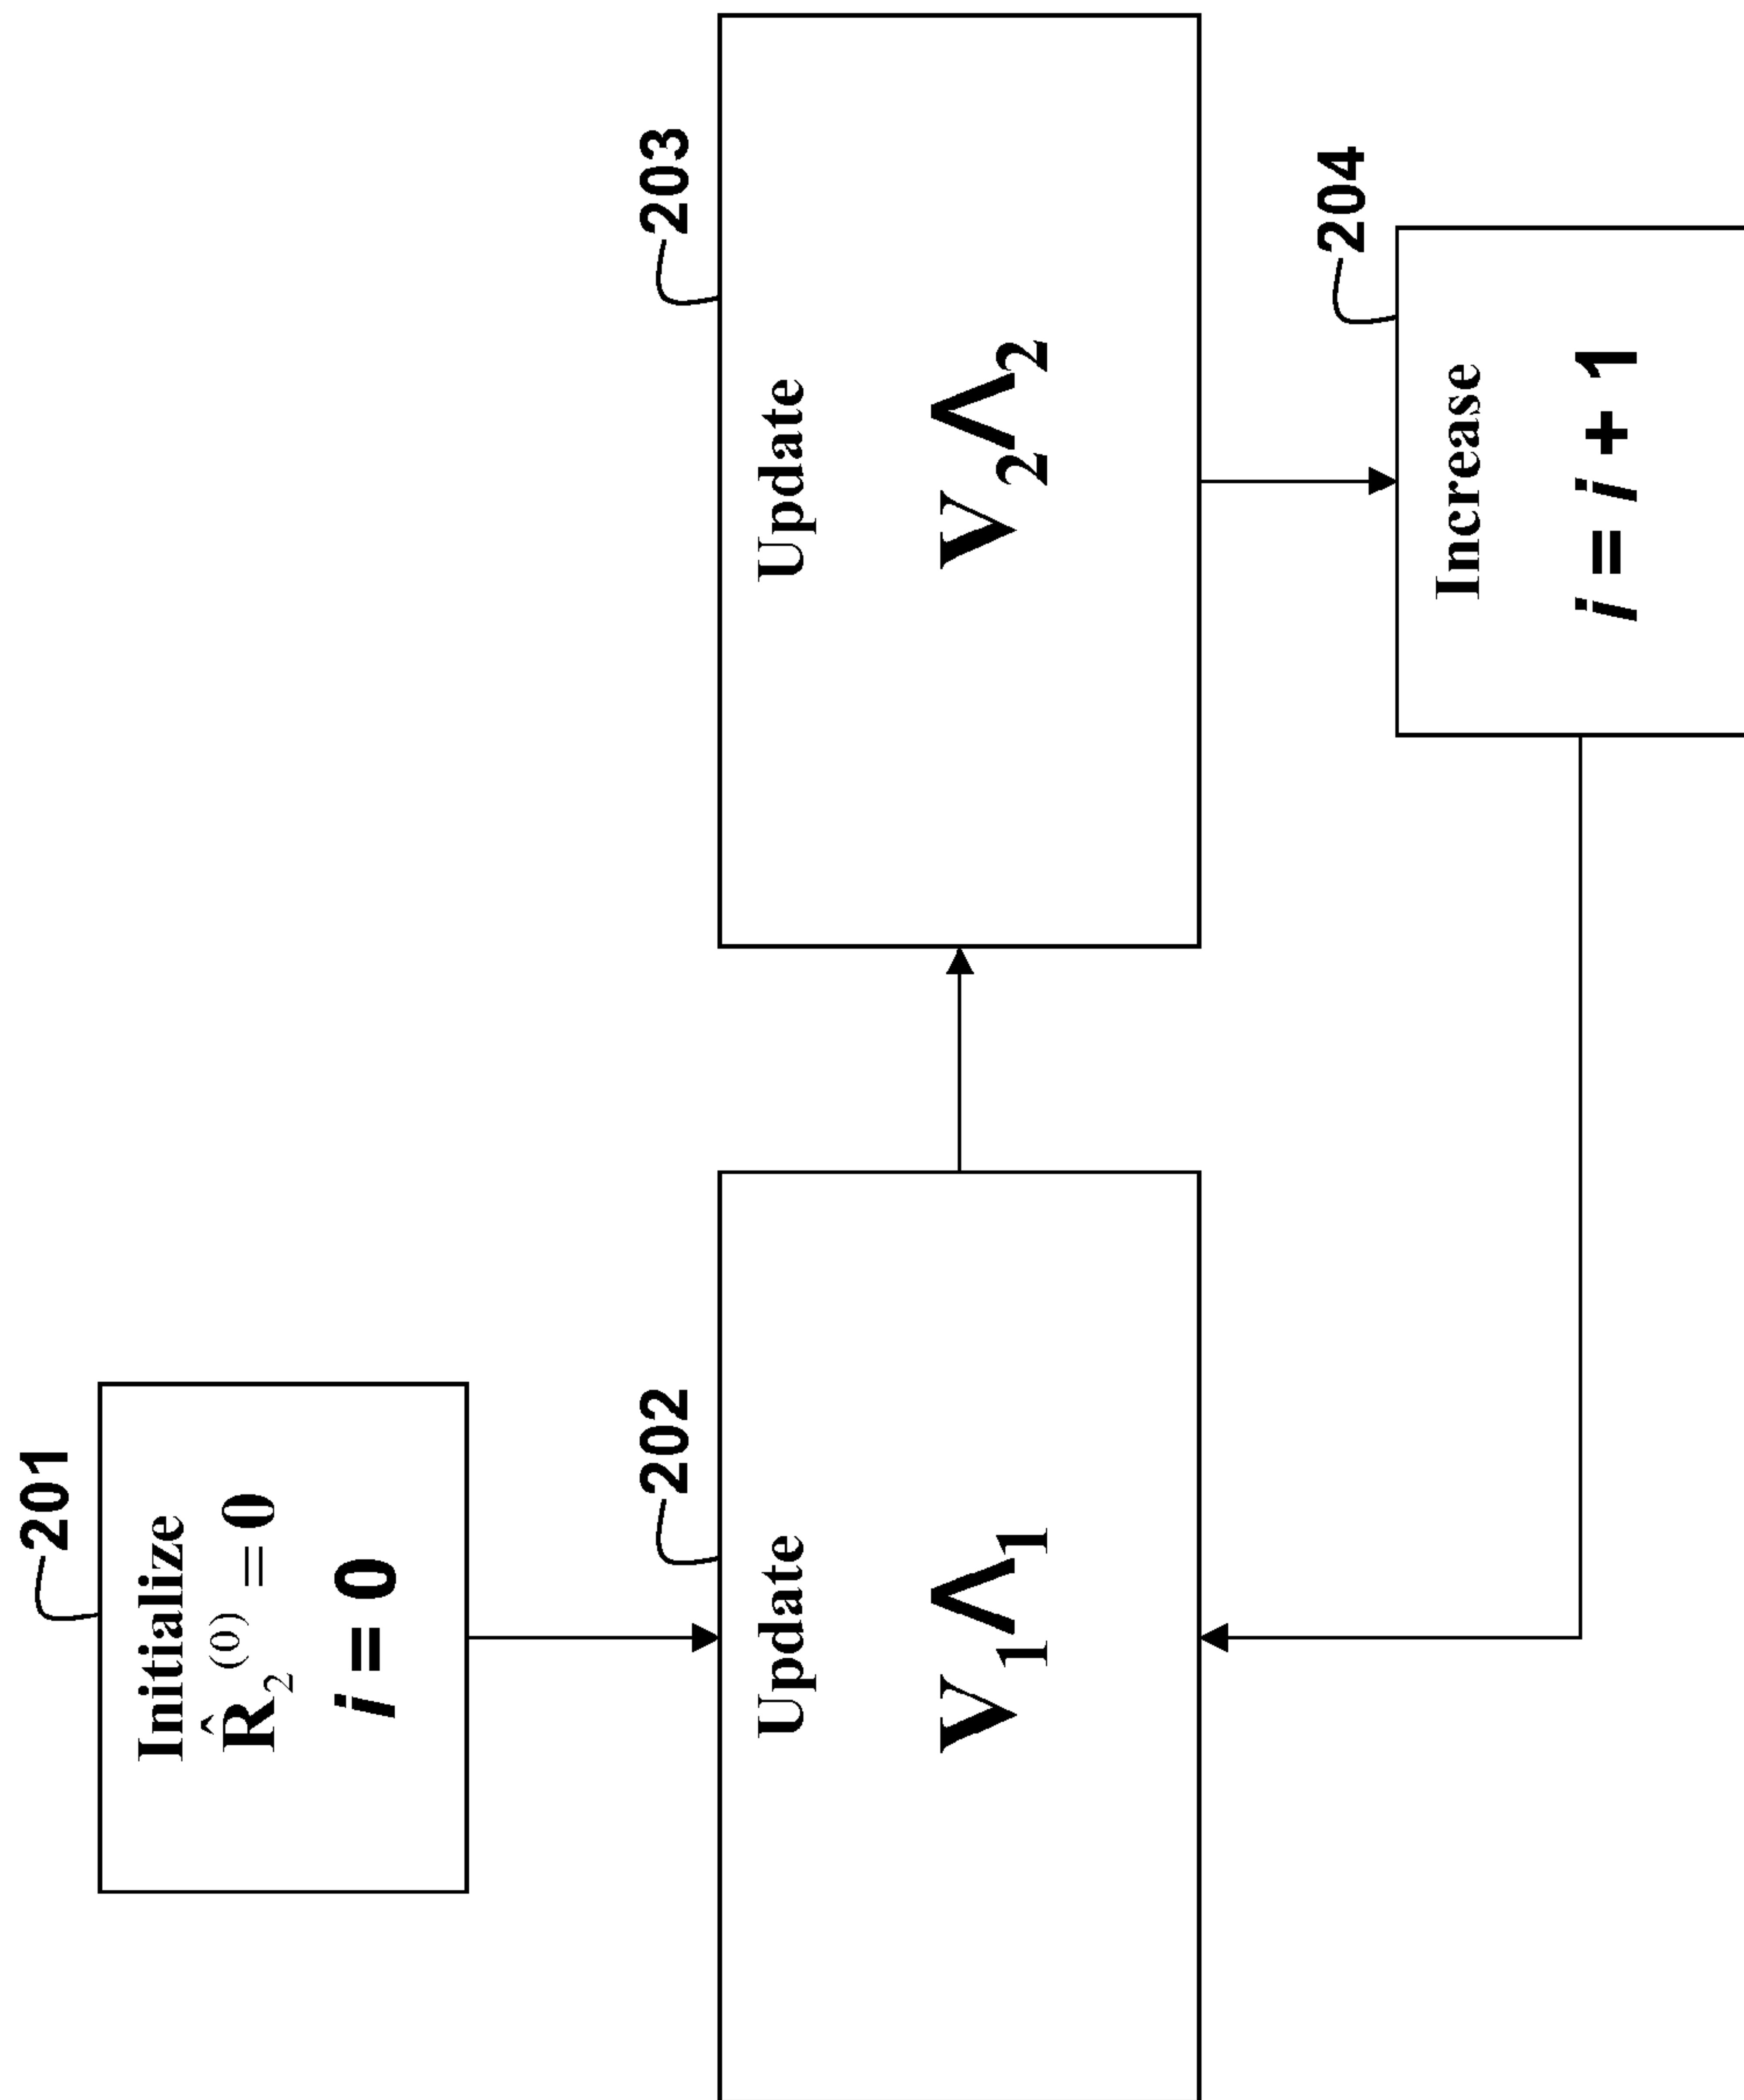 201
Initialize
R̂₂⁽⁰⁾ = 0
i = 0
202
Update
V₁Λ₁
203
Update
V₂Λ₂
204
Increase
i = i + 1